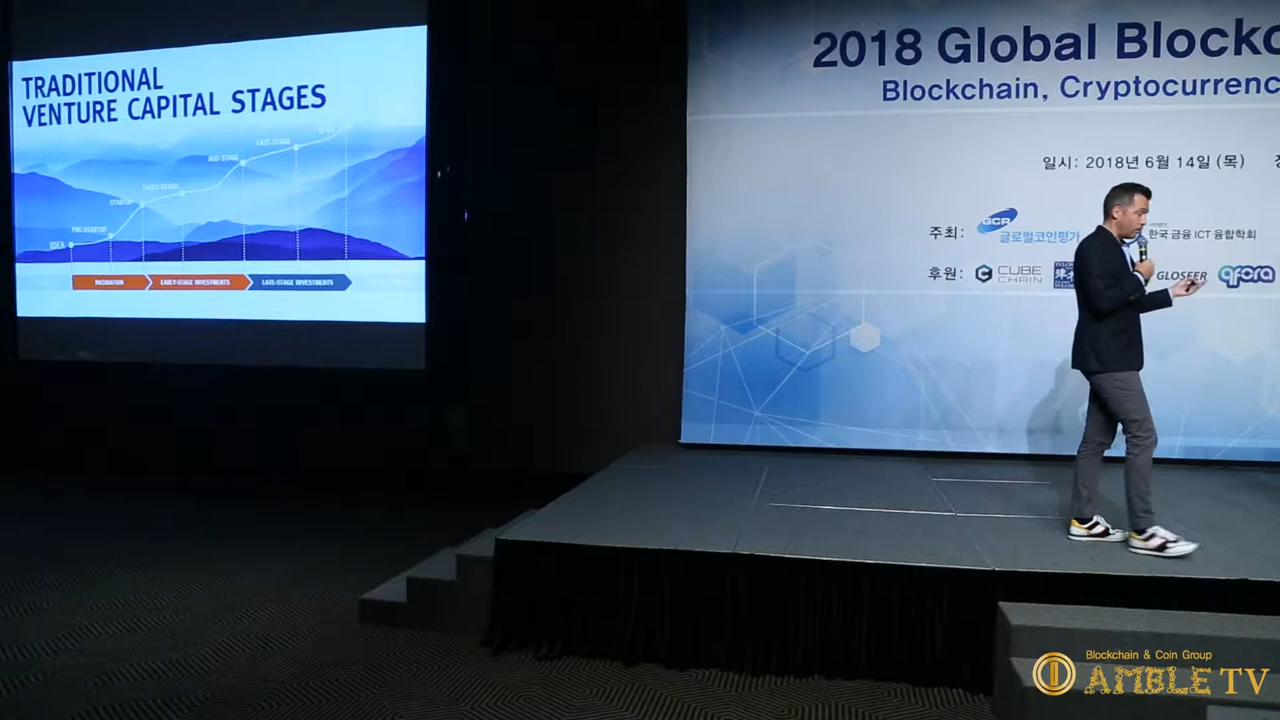 TRADITIONAL
VENTURE CAPITAL STAGES
LATE-STAGE
MID-STAGE
EARLY-STAGE
STARTUP
PRE-STARTUP
IDEA
INCUBATION
EARLY-STAGE INVESTMENTS
LATE-STAGE INVESTMENTS
2018 Global Blockc
Blockchain, Cryptocurrenc
일시: 2018년 6월 14일 (목)
주최: GCR 글로벌코인평가 한국 금융 ICT 융합학회
후원: CUBE CHAIN GLOSFER qfora
Blockchain & Coin Group
AMBLE TV